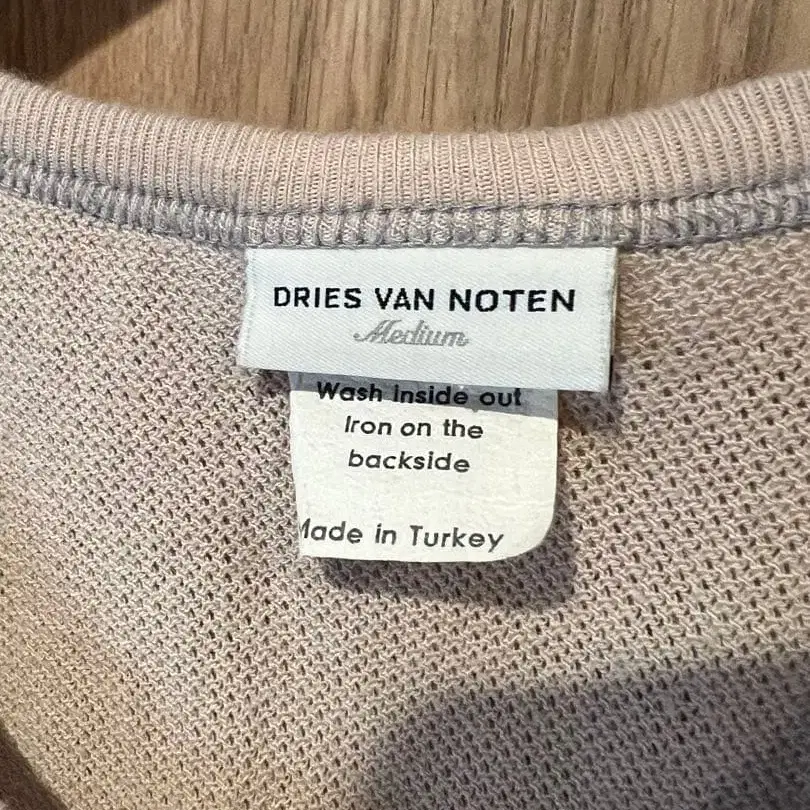 DRIES VAN NOTEN
Medium
Wash inside out
Iron on the
backside
Made in Turkey